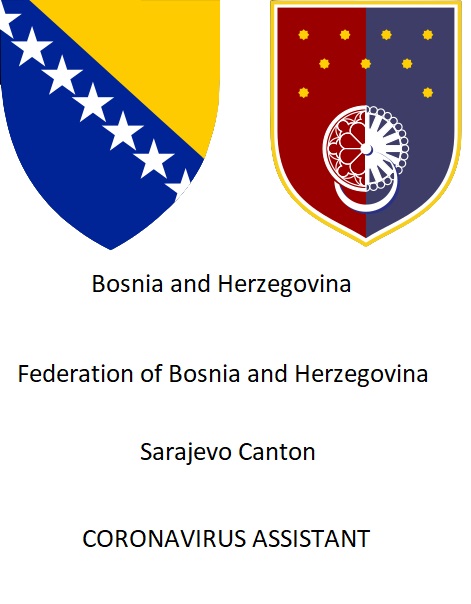 Bosnia and Herzegovina
Federation of Bosnia and Herzegovina
Sarajevo Canton
CORONAVIRUS ASSISTANT